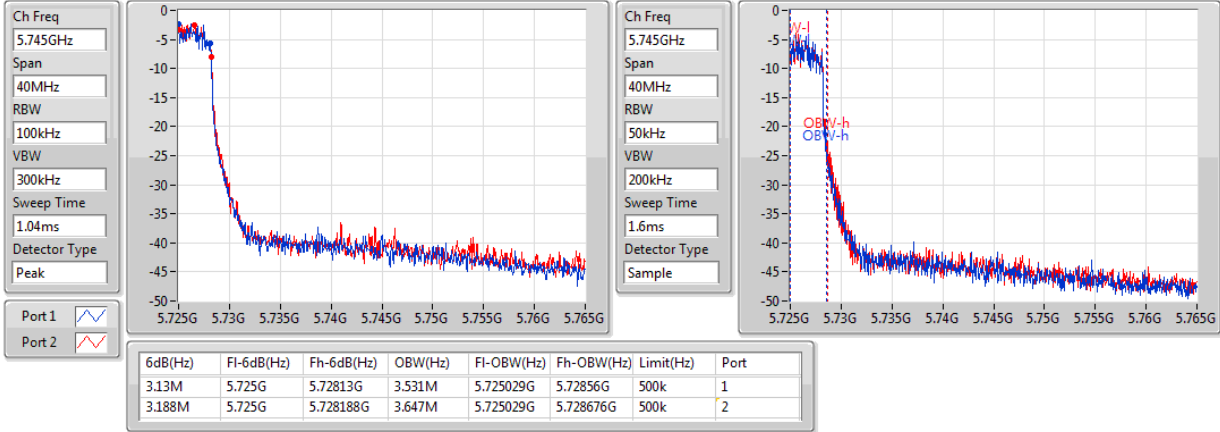 Ch Freq
5.745GHz
Span
40MHz
RBW
100kHz
VBW
300kHz
Sweep Time
1.04ms
Detector Type
Peak
Port 1
Port 2
0
-5
-10
-15
-20
-25
-30
-35
-40
-45
-50
5.725G 5.73G 5.735G 5.74G 5.745G 5.75G 5.755G 5.76G 5.765G
Ch Freq
5.745GHz
Span
40MHz
RBW
50kHz
VBW
200kHz
Sweep Time
1.6ms
Detector Type
Sample
0
-5
-10
-15
-20
-25
-30
-35
-40
-45
-50
OBW-h
OBW-h
5.725G 5.73G 5.735G 5.74G 5.745G 5.75G 5.755G 5.76G 5.765G
6dB(Hz) Fl-6dB(Hz) Fh-6dB(Hz) OBW(Hz) Fl-OBW(Hz) Fh-OBW(Hz) Limit(Hz) Port
3.13M 5.725G 5.72813G 3.531M 5.725029G 5.72856G 500k 1
3.188M 5.725G 5.728188G 3.647M 5.725029G 5.728676G 500k 2